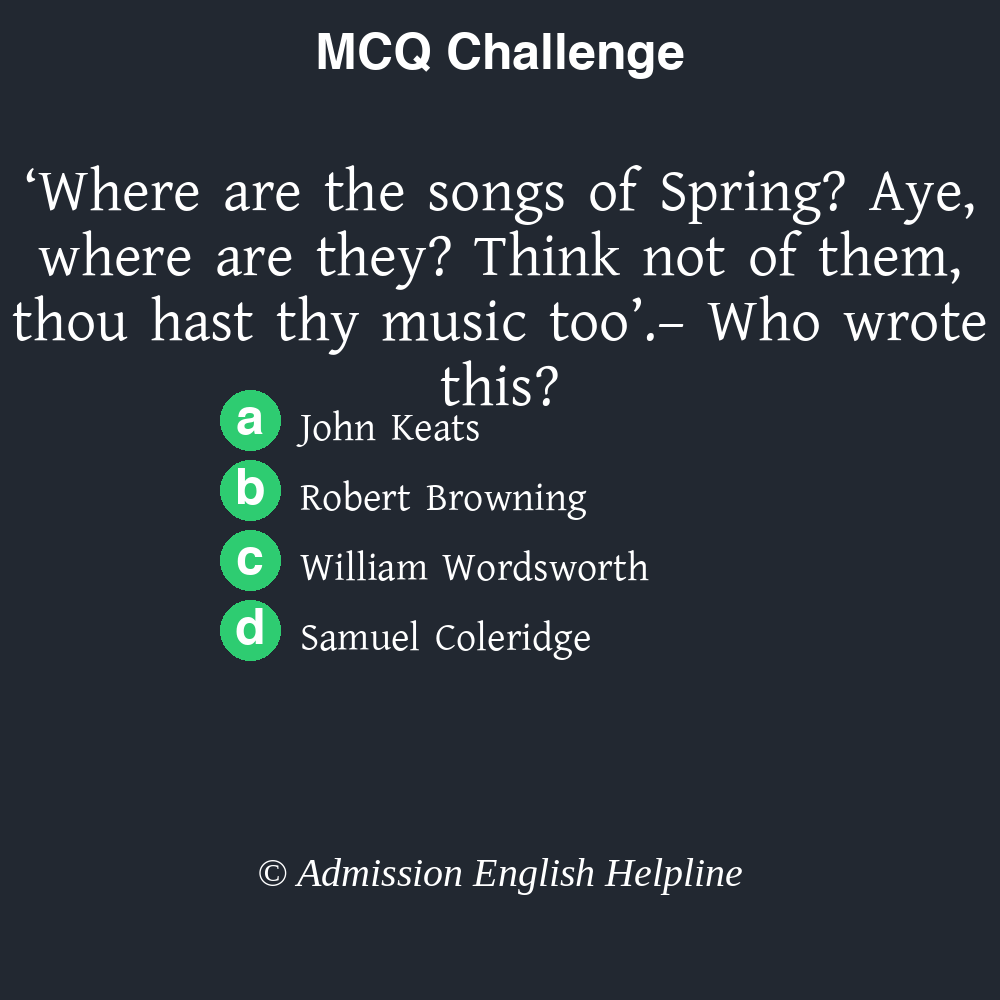 MCQ Challenge
‘Where are the songs of Spring? Aye,
where are they? Think not of them,
thou hast thy music too’.– Who wrote
this?
a John Keats
b Robert Browning
c William Wordsworth
d Samuel Coleridge
© Admission English Helpline